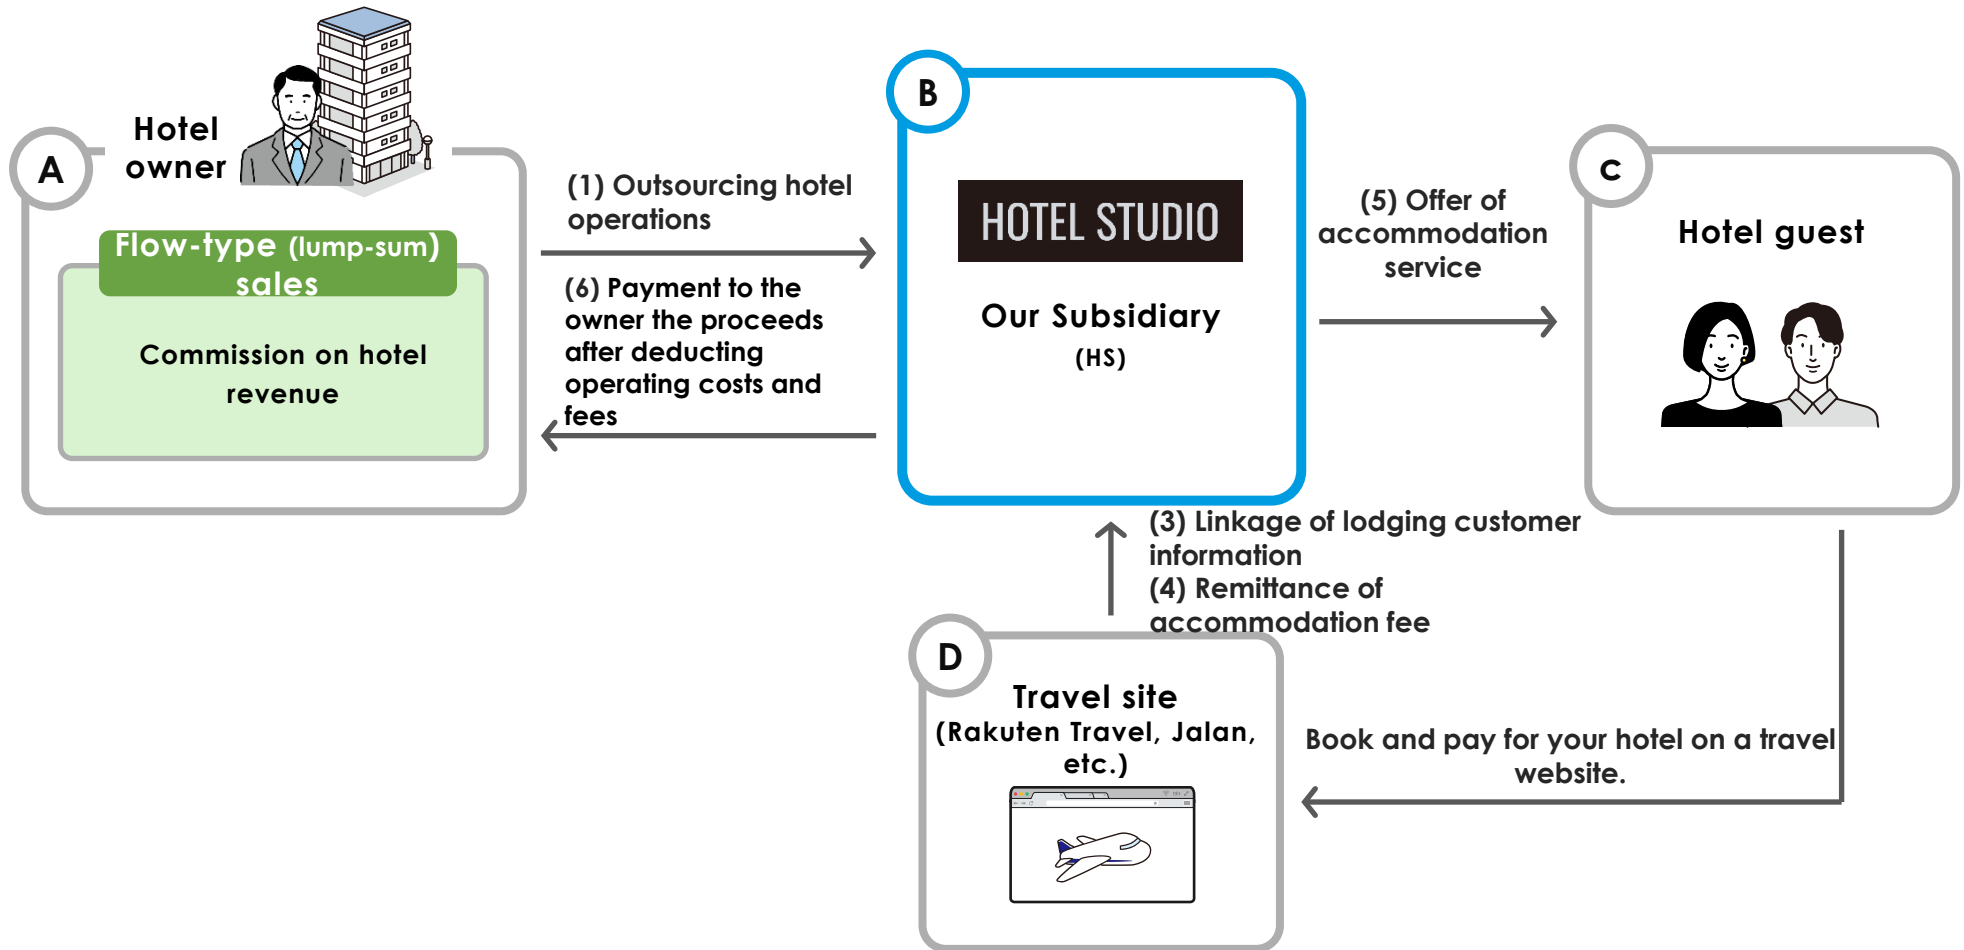 A
Hotel
owner
Flow-type (lump-sum)
sales
Commission on hotel
revenue
(1) Outsourcing hotel
operations
(6) Payment to the
owner the proceeds
after deducting
operating costs and
fees
B
HOTEL STUDIO
Our Subsidiary
(HS)
(5) Offer of
accommodation
service
c
Hotel guest
(3) Linkage of lodging customer
information
(4) Remittance of
accommodation fee
D
Travel site
(Rakuten Travel, Jalan,
etc.)
Book and pay for your hotel on a travel
website.